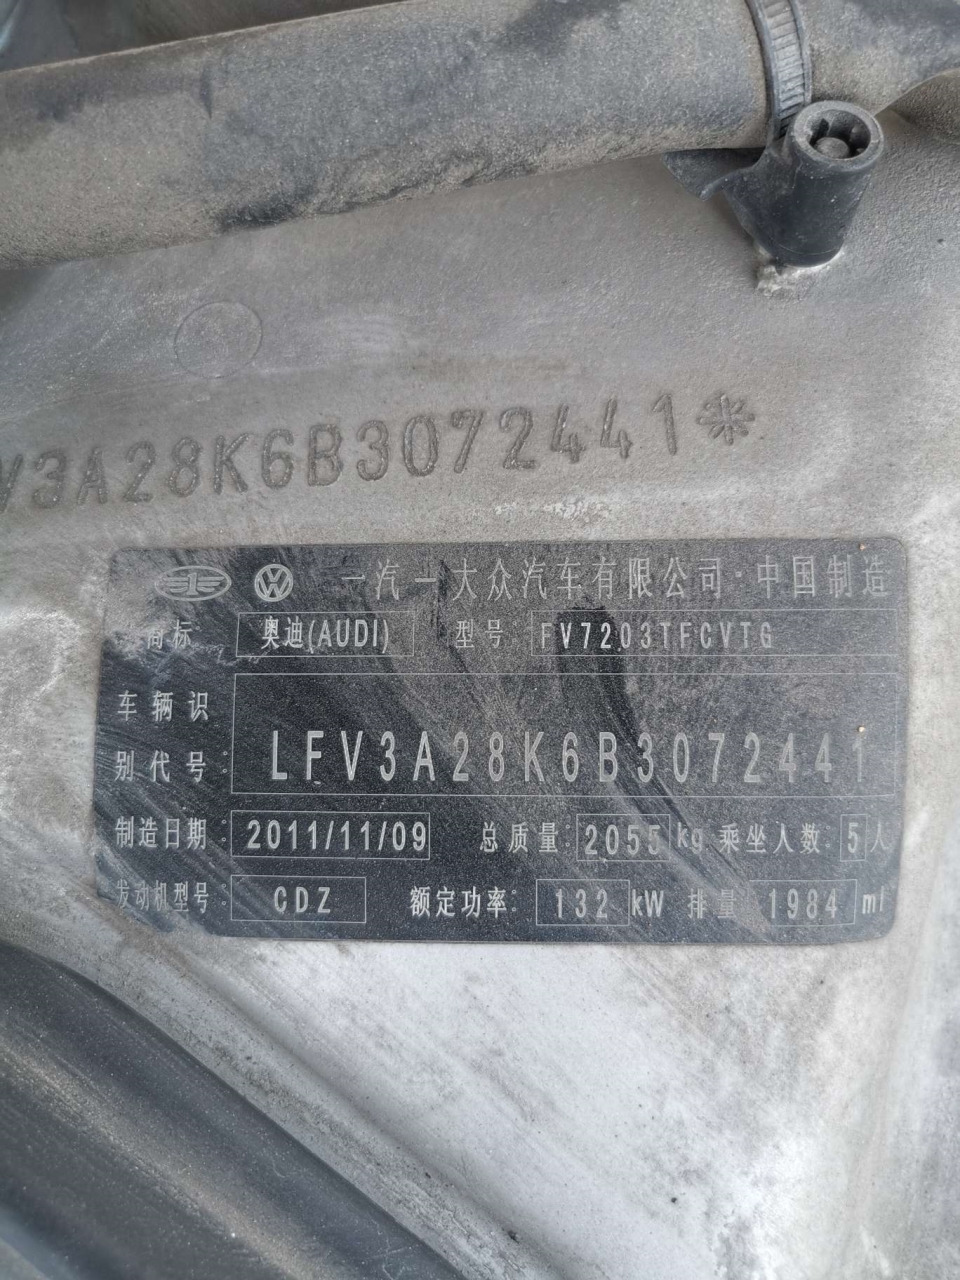 V3A28K6B3072441*
一汽-大众汽车有限公司·中国制造
商标 奥迪(AUDI) 型号: FV7203TFCVTG
车辆识
别代号: LFV3A28K6B3072441
制造日期: 2011/11/09 总质量: 2055 kg 乘坐人数: 5 人
发动机型号: CDZ 额定功率: 132 kW 排量 1984 ml